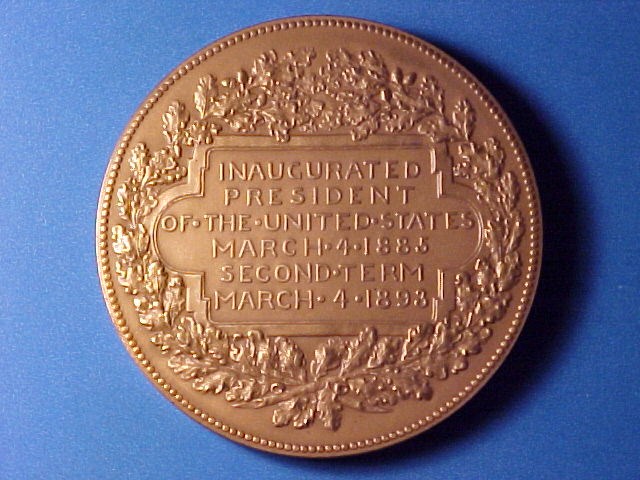 INAUGURATED
PRESIDENT
OF·THE·UNITED·STATES
MARCH·4·1885
SECOND·TERM
MARCH·4·1893